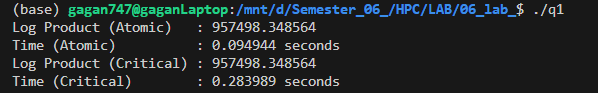 (base) gagan747@gaganLaptop:/mnt/d/Semester_06_/HPC/LAB/06_lab_$ ./q1
Log Product (Atomic)   : 957498.348564
Time (Atomic)          : 0.094944 seconds
Log Product (Critical) : 957498.348564
Time (Critical)        : 0.283989 seconds